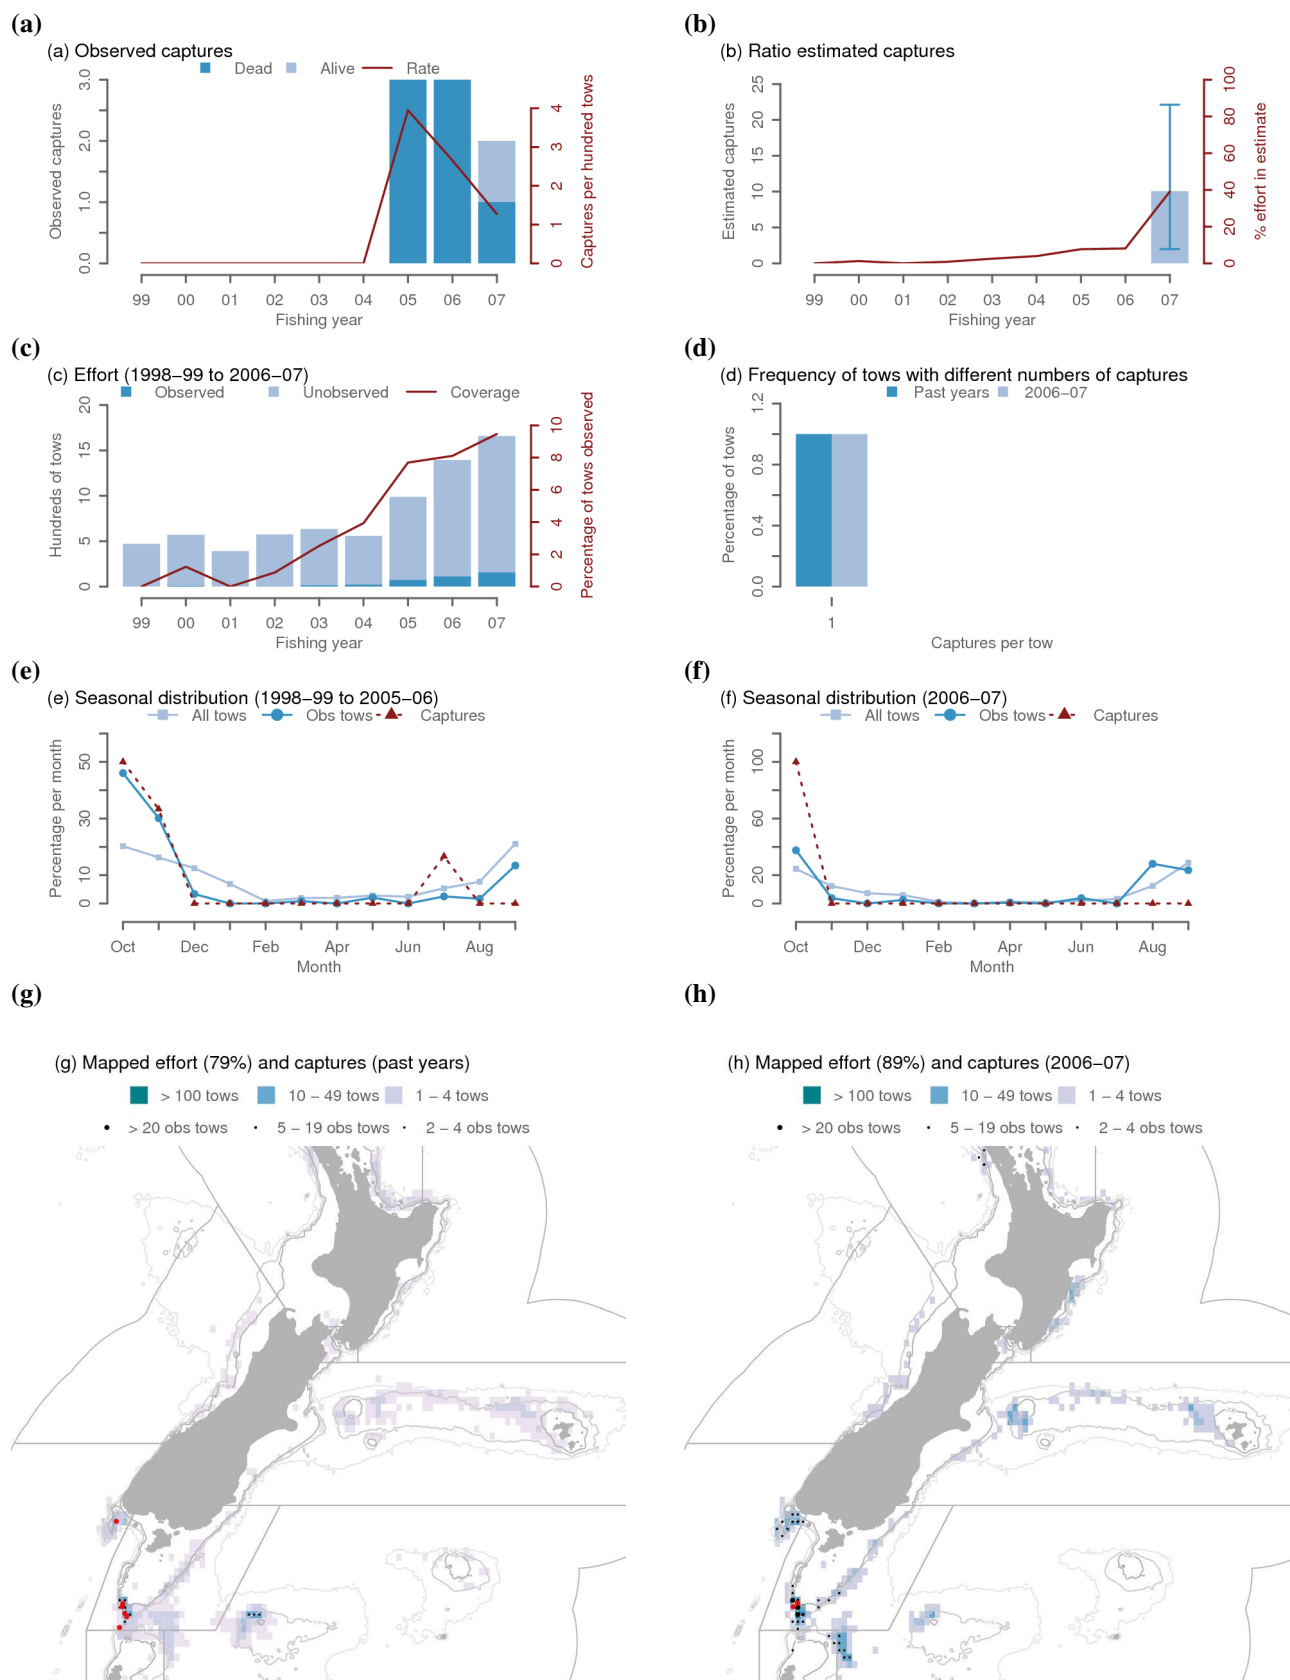 (a)
(b)
(a) Observed captures
Dead Alive Rate
Observed captures
0.0 1.0 2.0 3.0
Captures per hundred tows
0 1 2 3 4
99 00 01 02 03 04 05 06 07
Fishing year
(b) Ratio estimated captures
Estimated captures
0 5 10 15 20 25
% effort in estimate
0 20 40 60 80 100
99 00 01 02 03 04 05 06 07
Fishing year
(c)
(d)
(c) Effort (1998–99 to 2006–07)
Observed Unobserved Coverage
Hundreds of tows
0 5 10 15 20
Percentage of tows observed
0 2 4 6 8 10
99 00 01 02 03 04 05 06 07
Fishing year
(d) Frequency of tows with different numbers of captures
Past years 2006–07
Percentage of tows
0.0 0.4 0.8 1.2
1
Captures per tow
(e)
(f)
(e) Seasonal distribution (1998–99 to 2005–06)
All tows Obs tows Captures
Percentage per month
0 10 30 50
Oct Dec Feb Apr Jun Aug
Month
(f) Seasonal distribution (2006–07)
All tows Obs tows Captures
Percentage per month
0 20 60 100
Oct Dec Feb Apr Jun Aug
Month
(g)
(h)
(g) Mapped effort (79%) and captures (past years)
> 100 tows 10 – 49 tows 1 – 4 tows
> 20 obs tows 5 – 19 obs tows 2 – 4 obs tows
(h) Mapped effort (89%) and captures (2006–07)
> 100 tows 10 – 49 tows 1 – 4 tows
> 20 obs tows 5 – 19 obs tows 2 – 4 obs tows